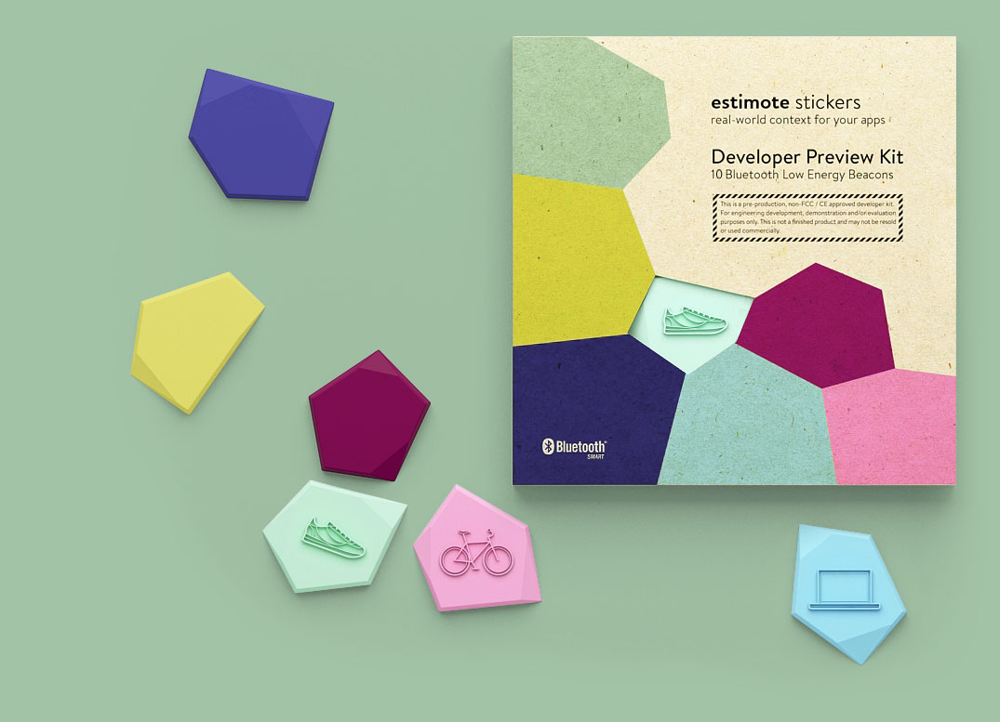 estimote stickers
real-world context for your apps
Developer Preview Kit
10 Bluetooth Low Energy Beacons
This is a pre-production, non-FCC / CE approved developer kit.
For engineering development, demonstration and/or evaluation
purposes only. This is not a finished product and may not be resold
or used commercially.
Bluetooth®
SMART